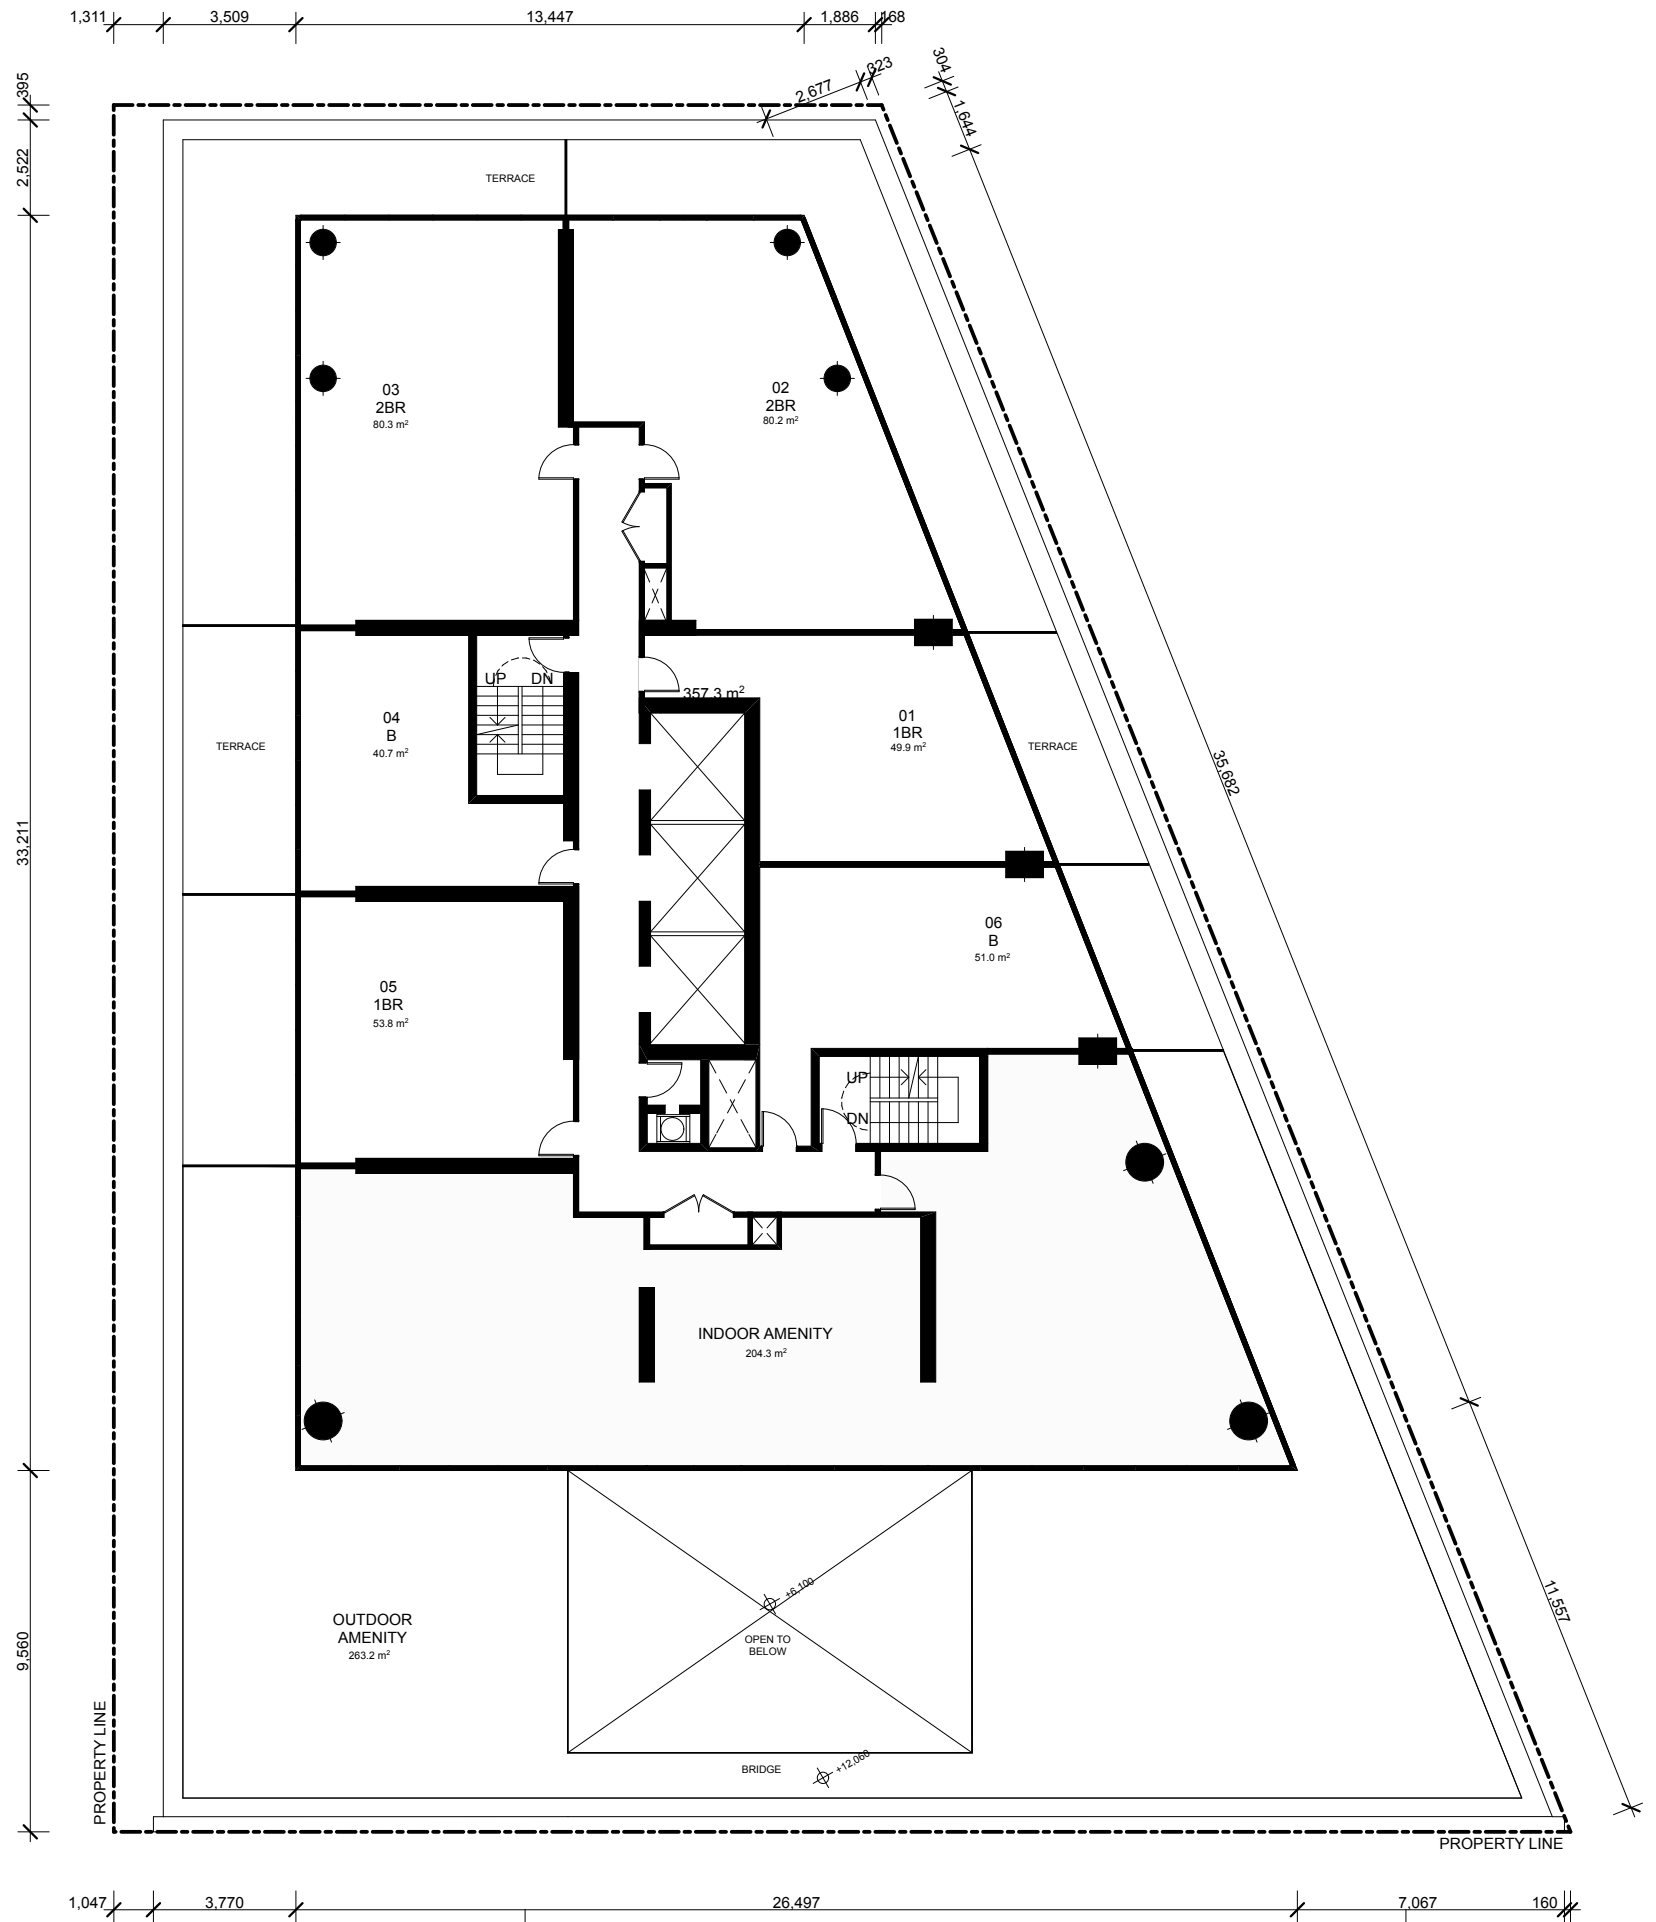 1,311
3,509
13,447
1,886
168
395
2,522
33,211
9,560
2,677
323
304
1,644
35,682
11,557
TERRACE
03
2BR
80.3 m²
02
2BR
80.2 m²
UP
DN
357.3 m²
04
B
40.7 m²
01
1BR
49.9 m²
TERRACE
TERRACE
06
B
51.0 m²
05
1BR
53.8 m²
UP
DN
INDOOR AMENITY
204.3 m²
+6,100
OPEN TO
BELOW
OUTDOOR
AMENITY
263.2 m²
BRIDGE
+12,060
PROPERTY LINE
PROPERTY LINE
1,047
3,770
26,497
7,067
160